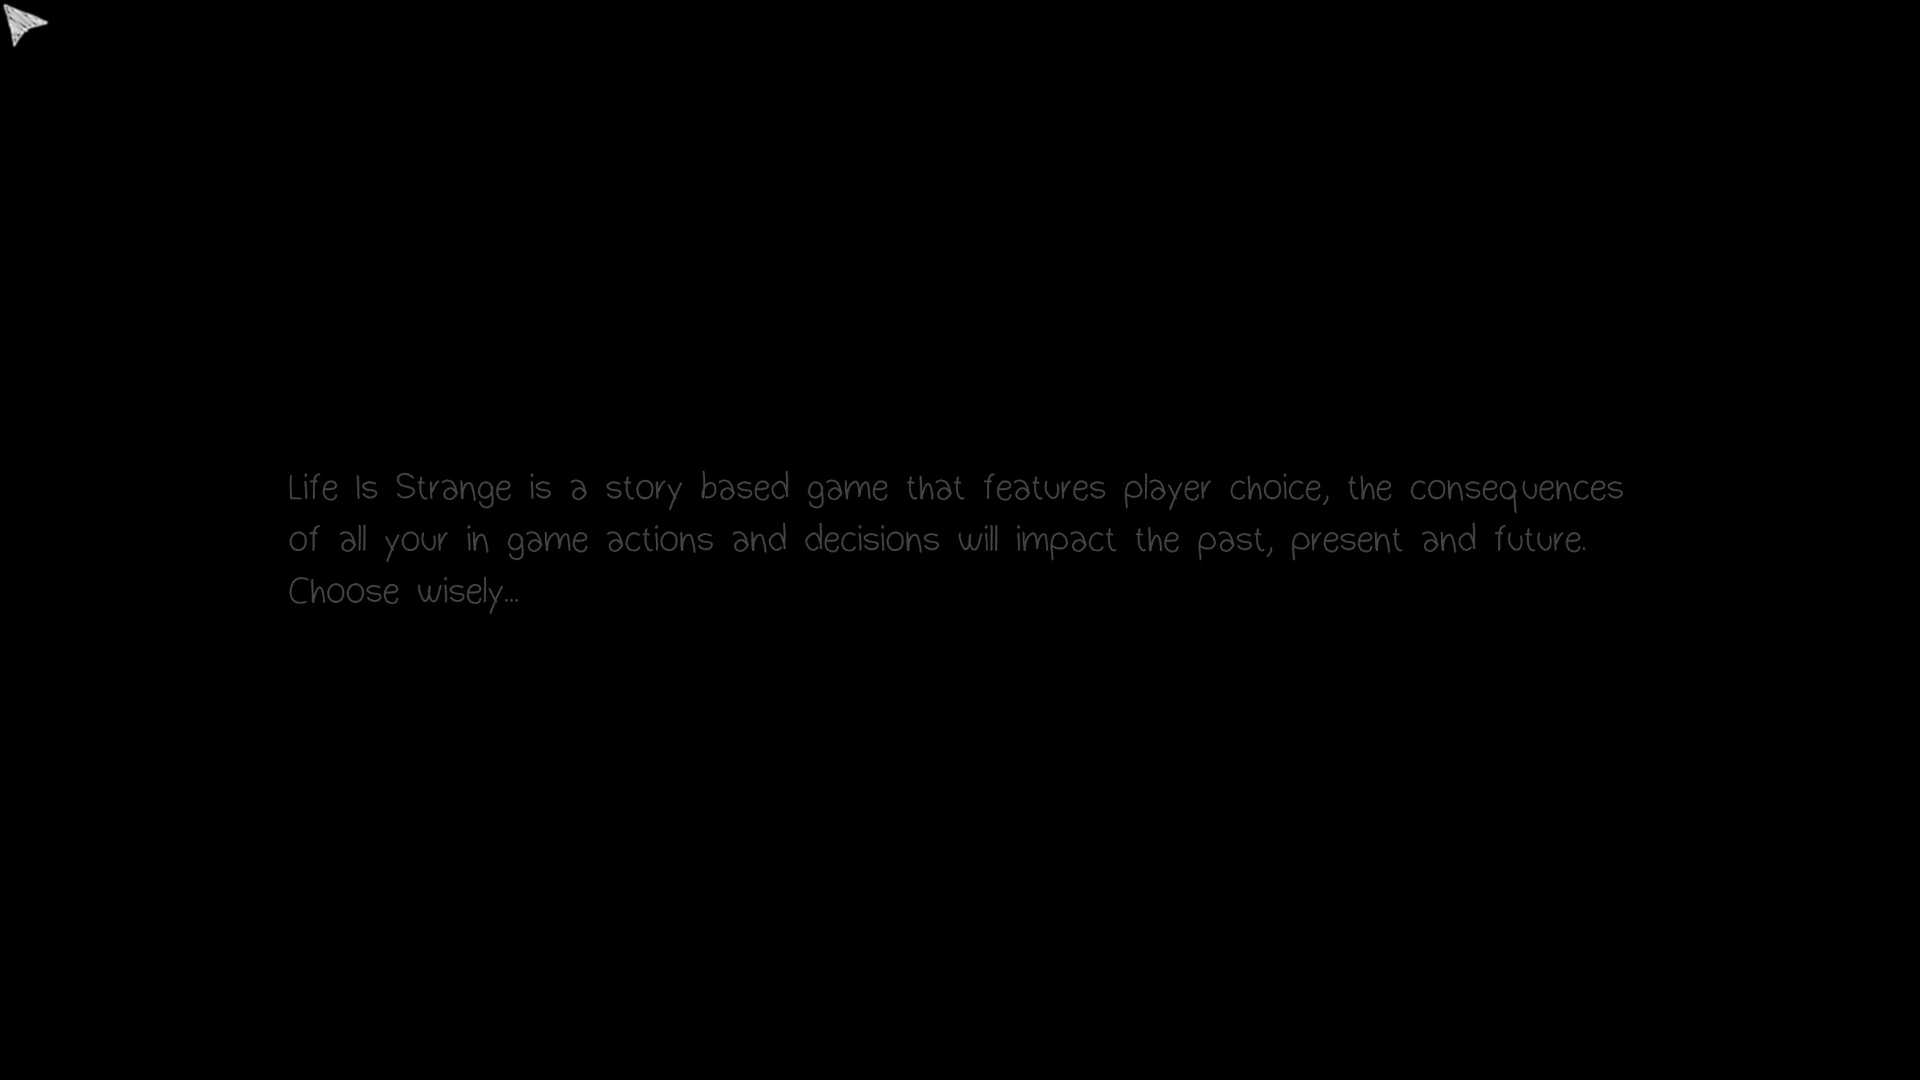 Life Is Strange is a story based game that features player choice, the consequences
of all your in game actions and decisions will impact the past, present and future.
Choose wisely...